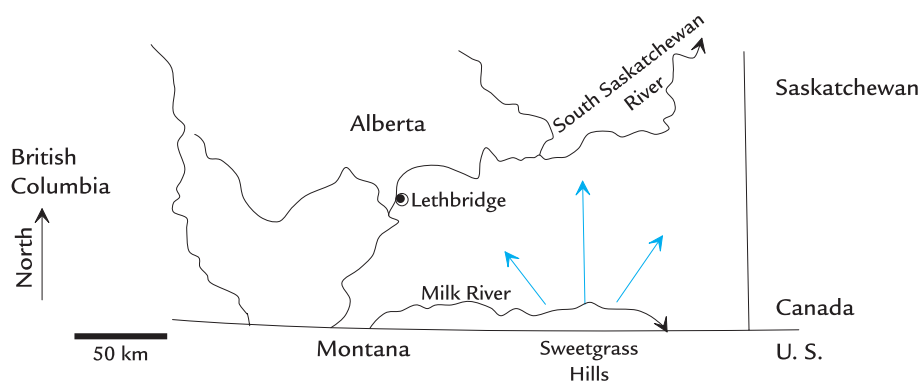 South Saskatchewan
River
Saskatchewan
Alberta
British
Columbia
Lethbridge
North
Milk River
Canada
50 km
Montana
Sweetgrass
Hills
U. S.